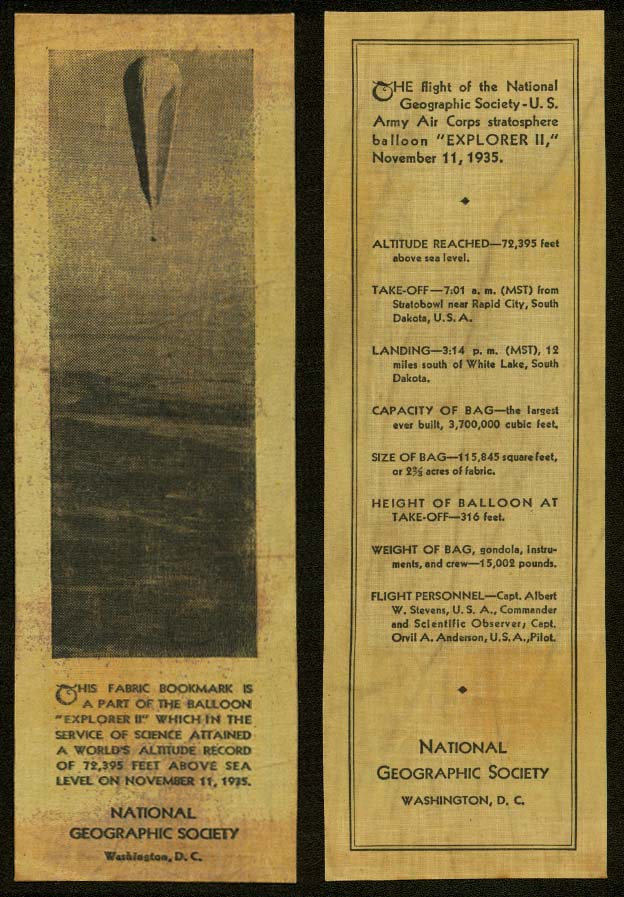 THIS FABRIC BOOKMARK IS
A PART OF THE BALLOON
"EXPLORER II" WHICH IN THE
SERVICE OF SCIENCE ATTAINED
A WORLD'S ALTITUDE RECORD
OF 72,395 FEET ABOVE SEA
LEVEL ON NOVEMBER 11, 1935.
NATIONAL
GEOGRAPHIC SOCIETY
Washington, D. C.
THE flight of the National
Geographic Society-U. S.
Army Air Corps stratosphere
balloon "EXPLORER II,"
November 11, 1935.
ALTITUDE REACHED—72,395 feet
above sea level.
TAKE-OFF—7:01 a. m. (MST) from
Stratobowl near Rapid City, South
Dakota, U. S. A.
LANDING—3:14 p. m. (MST), 12
miles south of White Lake, South
Dakota.
CAPACITY OF BAG—the largest
ever built, 3,700,000 cubic feet.
SIZE OF BAG—115,845 square feet,
or 2⅔ acres of fabric.
HEIGHT OF BALLOON AT
TAKE-OFF—316 feet.
WEIGHT OF BAG, gondola, instru-
ments, and crew—15,002 pounds.
FLIGHT PERSONNEL—Capt. Albert
W. Stevens, U. S. A., Commander
and Scientific Observer; Capt.
Orvil A. Anderson, U. S. A., Pilot.
NATIONAL
GEOGRAPHIC SOCIETY
WASHINGTON, D. C.